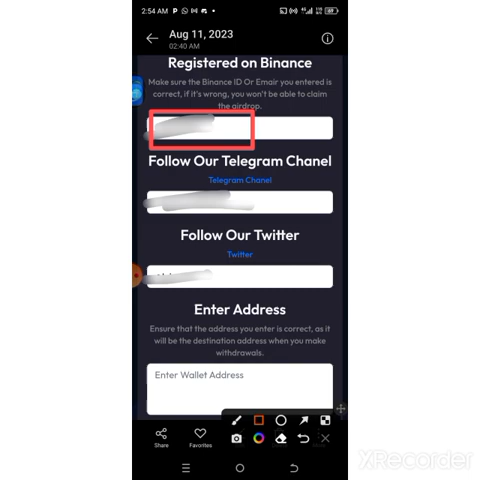 2:54 AM
Aug 11, 2023
02:40 AM
Registered on Binance
Make sure the Binance ID Or Emair you entered is
correct, if it's wrong, you won't be able to claim
the airdrop.
Follow Our Telegram Chanel
Telegram Chanel
Follow Our Twitter
Twitter
Enter Address
Ensure that the address you enter is correct, as it
will be the destination address when you make
withdrawals.
Enter Wallet Address
Share
Favorites
XRecorder